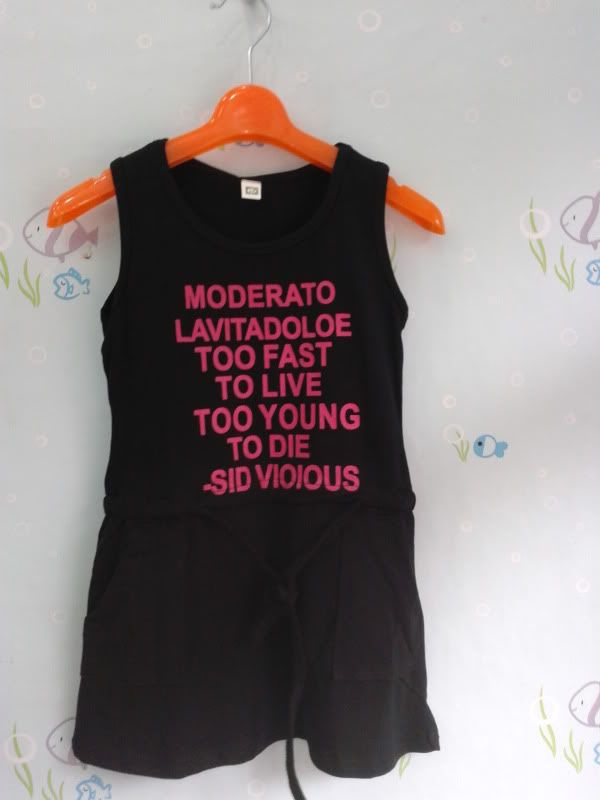 MODERATO
LAVITADOLOE
TOO FAST
TO LIVE
TOO YOUNG
TO DIE
-SID VIOIOUS